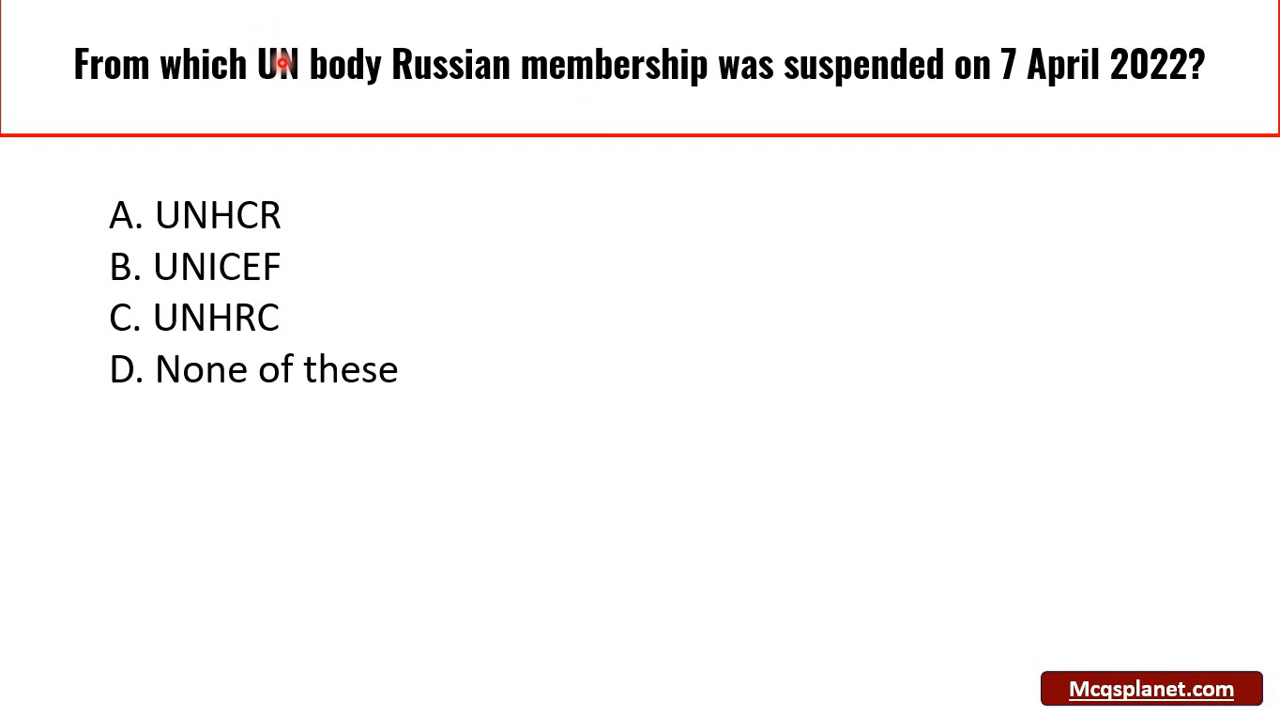 From which UN body Russian membership was suspended on 7 April 2022?
A. UNHCR
B. UNICEF
C. UNHRC
D. None of these
Mcqsplanet.com